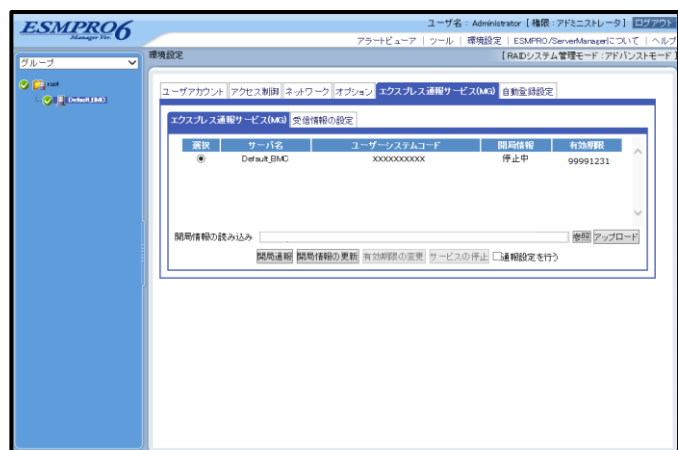 ESMPRO6
Manager Ver.
ユーザ名 : Administrator [ 権限 : アドミニストレータ ] ログアウト
アラートビューア | ツール | 環境設定 | ESMPRO/ServerManagerについて | ヘルプ
グループ
環境設定
[ RAIDシステム管理モード : アドバンストモード ]
root
Default_BMC
ユーザアカウント アクセス制御 ネットワーク オプション エクスプレス通報サービス(MG) 自動登録設定
エクスプレス通報サービス(MG) 受信情報の設定
選択 サーバ名 ユーザーシステムコード 開局情報 有効期限
Default_BMC XXXXXXXXXX 停止中 99991231
開局情報の読み込み 参照 アップロード
開局通報 開局情報の更新 有効期限の変更 サービスの停止 通報設定を行う